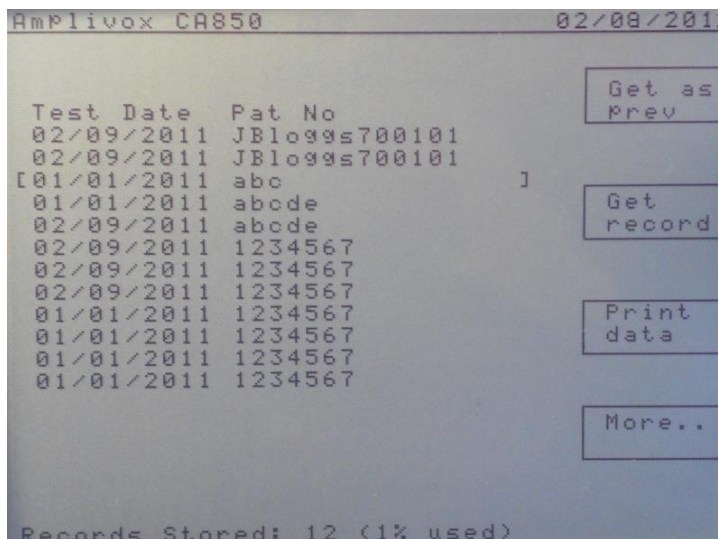 Amplivox CA850 02/08/201
Get as
prev
Test Date Pat No
02/09/2011 JBloggs700101
02/09/2011 JBloggs700101
[01/01/2011 abc ]
01/01/2011 abcde
02/09/2011 abcde
02/09/2011 1234567
02/09/2011 1234567
02/09/2011 1234567
01/01/2011 1234567
01/01/2011 1234567
01/01/2011 1234567
01/01/2011 1234567
Get
record
Print
data
More..
Records Stored: 12 (1% used)